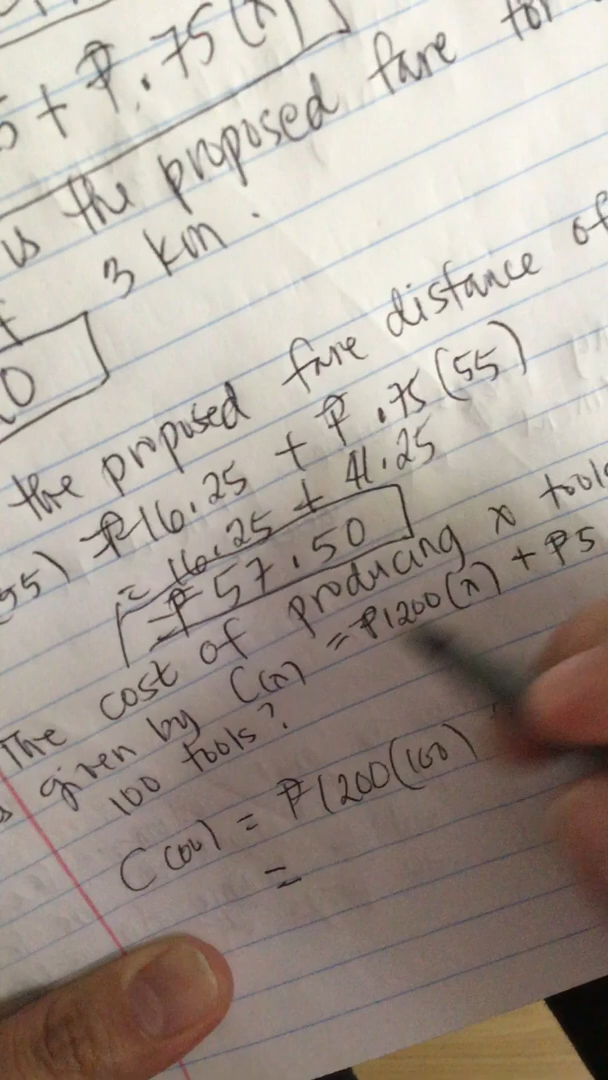 5 + ₱.75(x)
is the proposed fare for
3 km.
0
the proposed fare distance of
55) ₱16.25 + ₱.75(55)
= 16.25 + 41.25
= ₱57.50
The cost of producing x tools
given by C(x) = ₱1200(x) + ₱5
100 tools?
C(100) = ₱1200(100)
=